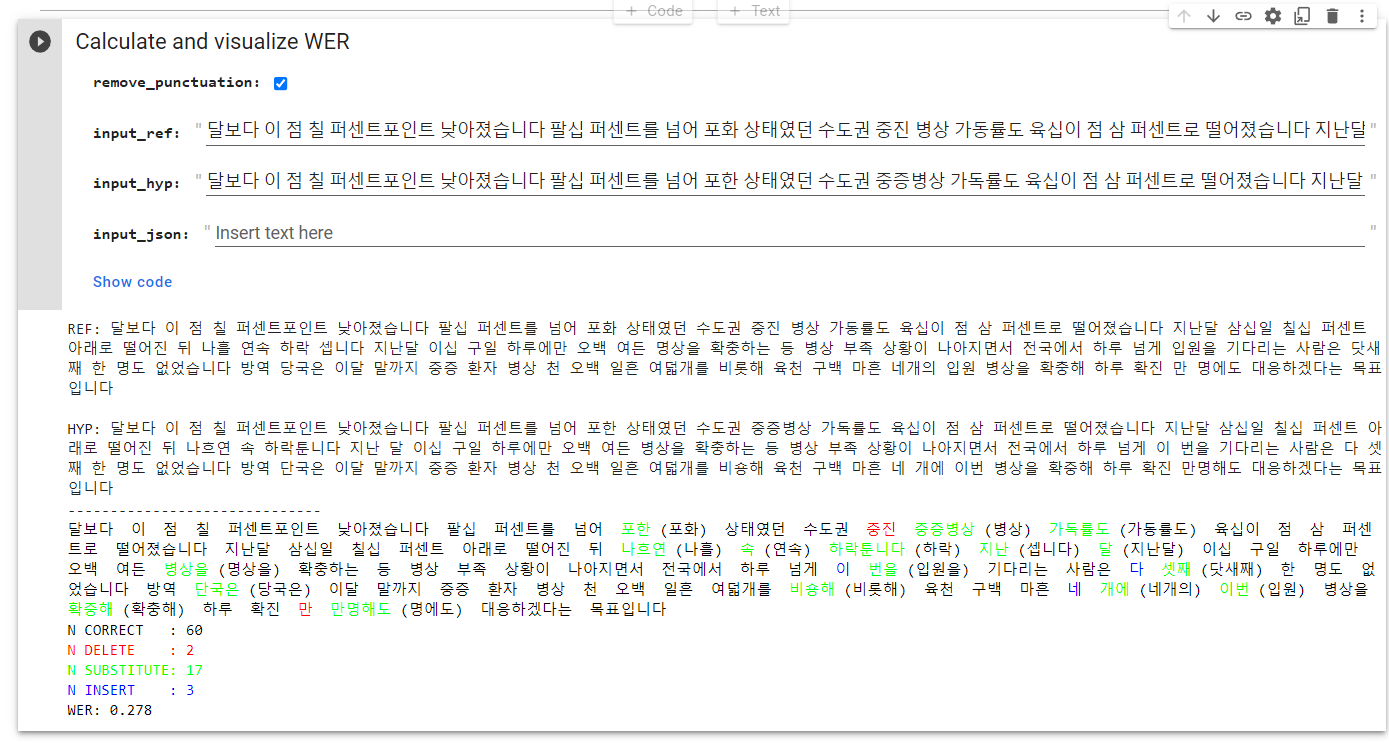 + Code + Text
Calculate and visualize WER
remove_punctuation:
input_ref: " 달보다 이 점 칠 퍼센트포인트 낮아졌습니다 팔십 퍼센트를 넘어 포화 상태였던 수도권 중진 병상 가동률도 육십이 점 삼 퍼센트로 떨어졌습니다 지난달 "
input_hyp: " 달보다 이 점 칠 퍼센트포인트 낮아졌습니다 팔십 퍼센트를 넘어 포한 상태였던 수도권 중증병상 가독률도 육십이 점 삼 퍼센트로 떨어졌습니다 지난달 "
input_json: " Insert text here "
Show code
REF: 달보다 이 점 칠 퍼센트포인트 낮아졌습니다 팔십 퍼센트를 넘어 포화 상태였던 수도권 중진 병상 가동률도 육십이 점 삼 퍼센트로 떨어졌습니다 지난달 삼십일 칠십 퍼센트
아래로 떨어진 뒤 나흘 연속 하락 셉니다 지난달 이십 구일 하루에만 오백 여든 명상을 확충하는 등 병상 부족 상황이 나아지면서 전국에서 하루 넘게 입원을 기다리는 사람은 닷새
째 한 명도 없었습니다 방역 당국은 이달 말까지 중증 환자 병상 천 오백 일흔 여덟개를 비롯해 육천 구백 마흔 네개의 입원 병상을 확충해 하루 확진 만 명에도 대응하겠다는 목표
입니다
HYP: 달보다 이 점 칠 퍼센트포인트 낮아졌습니다 팔십 퍼센트를 넘어 포한 상태였던 수도권 중증병상 가독률도 육십이 점 삼 퍼센트로 떨어졌습니다 지난달 삼십일 칠십 퍼센트 아
래로 떨어진 뒤 나흐연 속 하락툰니다 지난 달 이십 구일 하루에만 오백 여든 병상을 확충하는 등 병상 부족 상황이 나아지면서 전국에서 하루 넘게 이 번을 기다리는 사람은 다 셋
째 한 명도 없었습니다 방역 단국은 이달 말까지 중증 환자 병상 천 오백 일흔 여덟개를 비숑해 육천 구백 마흔 네 개에 이번 병상을 확중해 하루 확진 만명해도 대응하겠다는 목표
입니다
------------------------------
달보다 이 점 칠 퍼센트포인트 낮아졌습니다 팔십 퍼센트를 넘어 포한 (포화) 상태였던 수도권 중진 중증병상 (병상) 가독률도 (가동률도) 육십이 점 삼 퍼센
트로 떨어졌습니다 지난달 삼십일 칠십 퍼센트 아래로 떨어진 뒤 나흐연 (나흘) 속 (연속) 하락툰니다 (하락) 지난 (셉니다) 달 (지난달) 이십 구일 하루에만
오백 여든 병상을 (명상을) 확충하는 등 병상 부족 상황이 나아지면서 전국에서 하루 넘게 이 번을 (입원을) 기다리는 사람은 다 셋째 (닷새째) 한 명도 없
었습니다 방역 단국은 (당국은) 이달 말까지 중증 환자 병상 천 오백 일흔 여덟개를 비숑해 (비롯해) 육천 구백 마흔 네 개에 (네개의) 이번 (입원) 병상을
확중해 (확충해) 하루 확진 만 만명해도 (명에도) 대응하겠다는 목표입니다
N CORRECT : 60
N DELETE : 2
N SUBSTITUTE: 17
N INSERT : 3
WER: 0.278